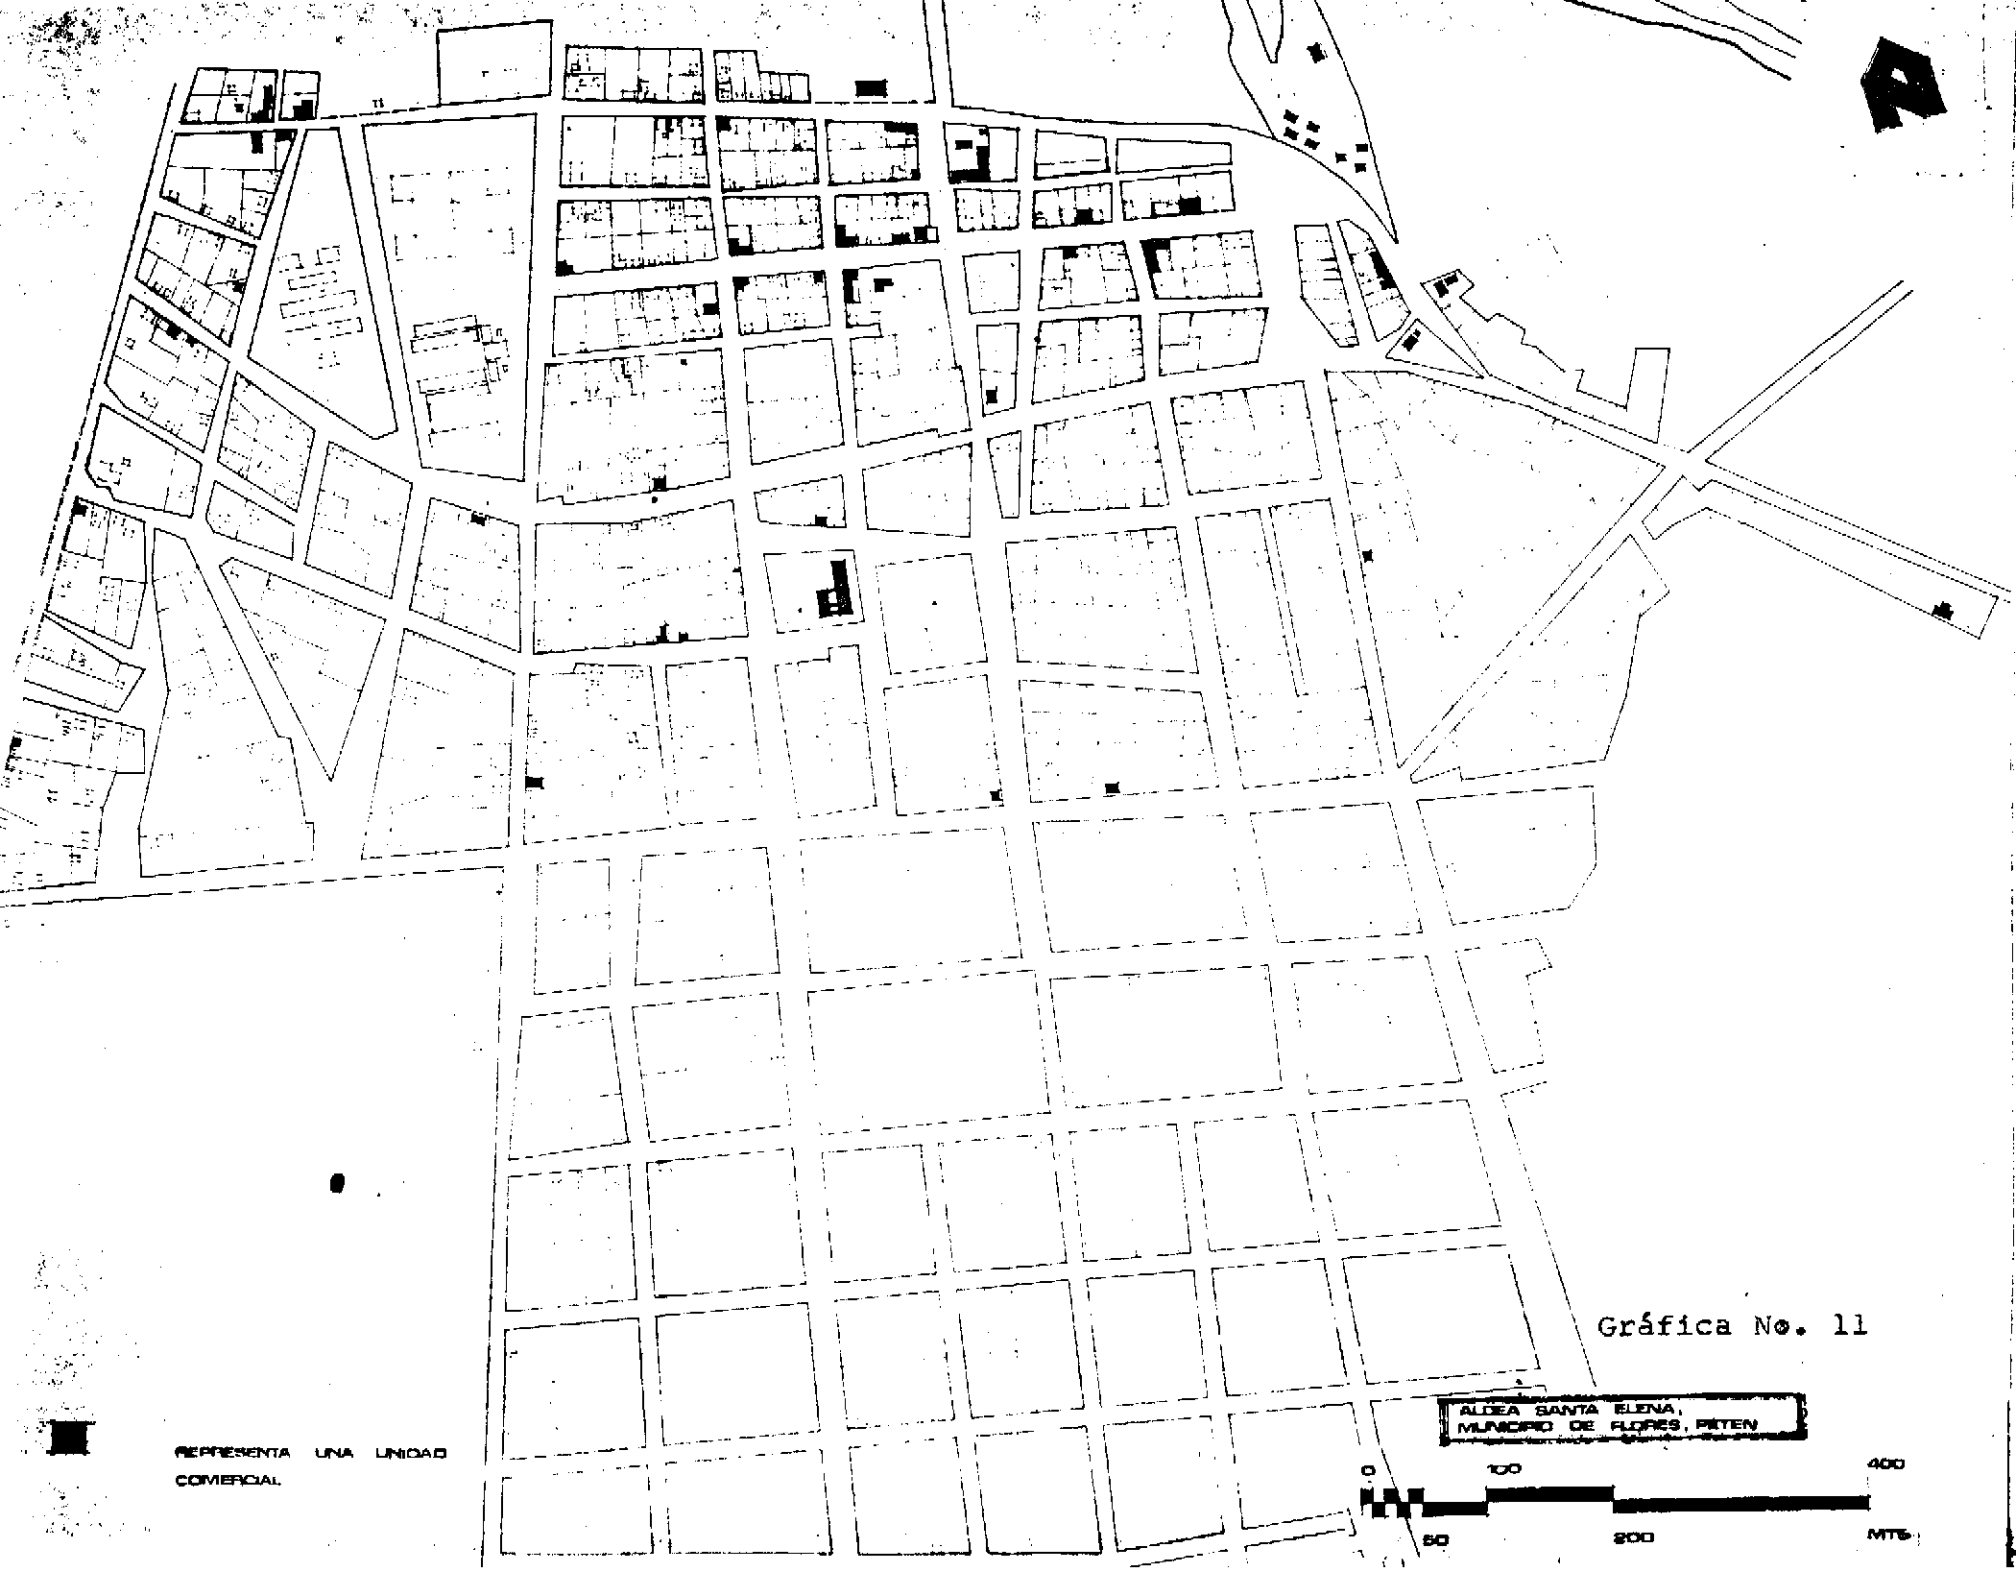 Gráfica No. 11
ALDEA SANTA ELENA,
MUNICIPIO DE FLORES, PETEN
REPRESENTA UNA UNIDAD
COMERCIAL
0 100 400
50 200 MTS